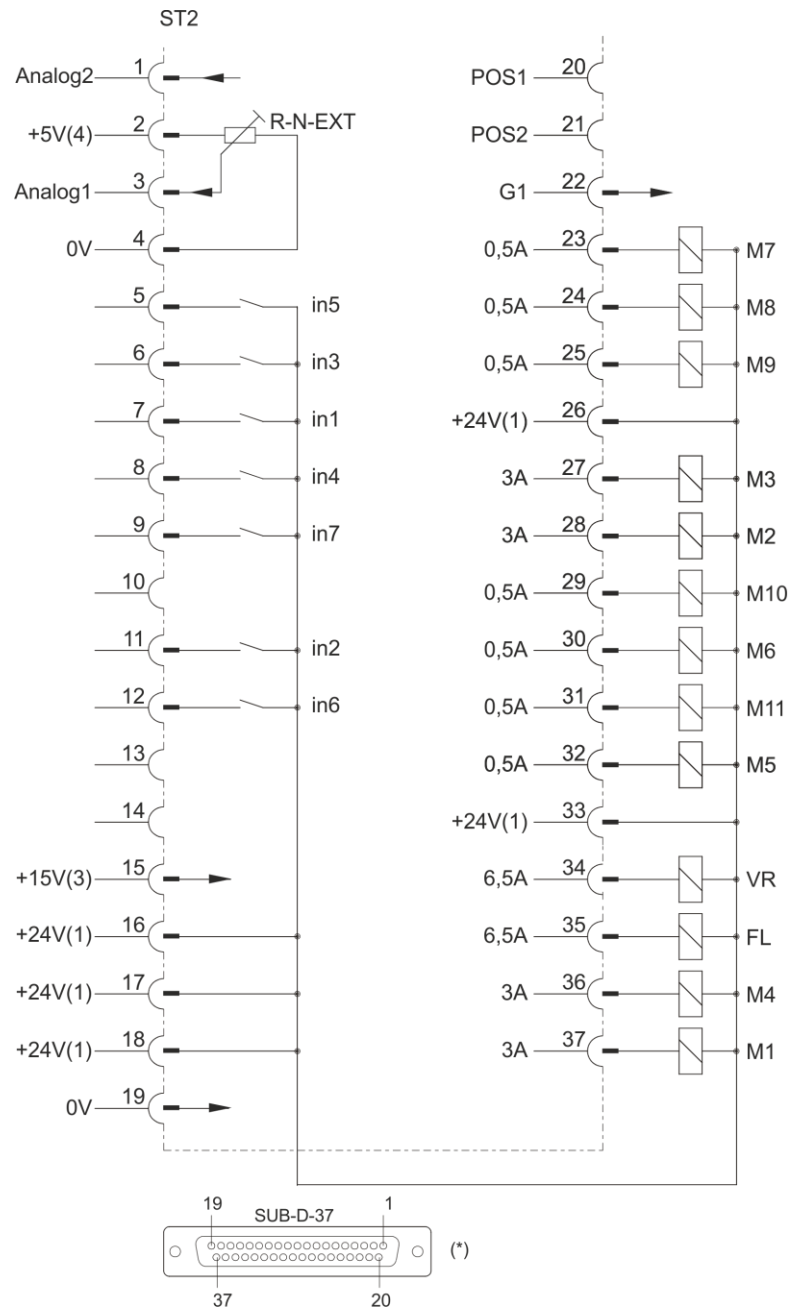 ST2
Analog2 1
+5V(4) 2 R-N-EXT
Analog1 3
0V 4
5 in5
6 in3
7 in1
8 in4
9 in7
10
11 in2
12 in6
13
14
+15V(3) 15
+24V(1) 16
+24V(1) 17
+24V(1) 18
0V 19
POS1 20
POS2 21
G1 22
0,5A 23 M7
0,5A 24 M8
0,5A 25 M9
+24V(1) 26
3A 27 M3
3A 28 M2
0,5A 29 M10
0,5A 30 M6
0,5A 31 M11
0,5A 32 M5
+24V(1) 33
6,5A 34 VR
6,5A 35 FL
3A 36 M4
3A 37 M1
19 SUB-D-37 1
(*)
37 20